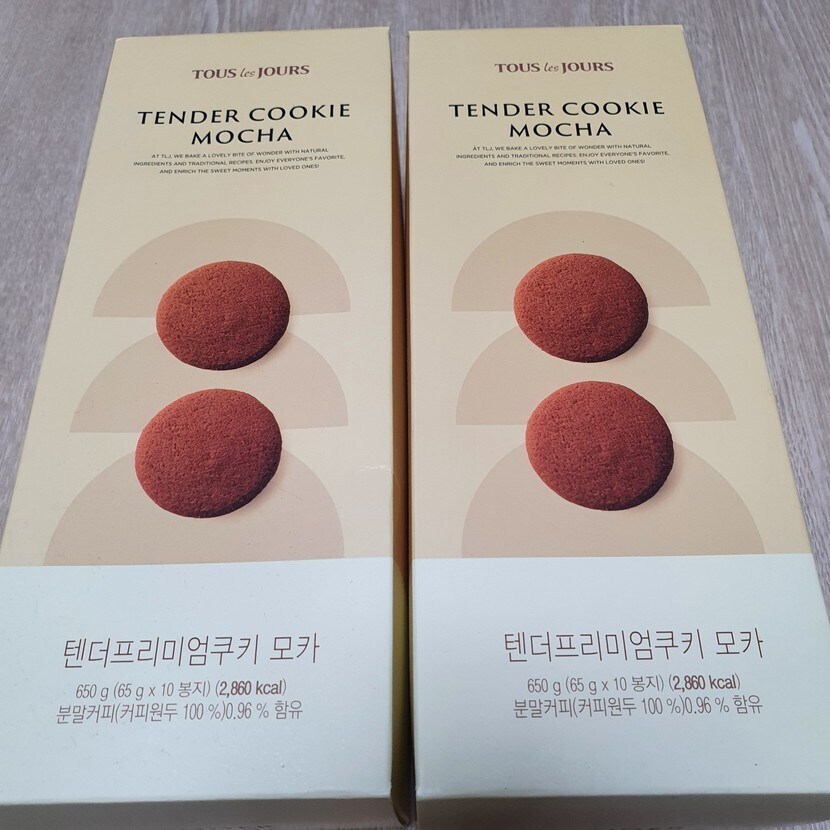 TOUS les JOURS
TENDER COOKIE
MOCHA
AT TLJ, WE BAKE A LOVELY BITE OF WONDER WITH NATURAL
INGREDIENTS AND TRADITIONAL RECIPES. ENJOY EVERYONE'S FAVORITE,
AND ENRICH THE SWEET MOMENTS WITH LOVED ONES!
텐더프리미엄쿠키 모카
650 g (65 g x 10 봉지) (2,860 kcal)
분말커피(커피원두 100 %)0.96 % 함유
TOUS les JOURS
TENDER COOKIE
MOCHA
AT TLJ, WE BAKE A LOVELY BITE OF WONDER WITH NATURAL
INGREDIENTS AND TRADITIONAL RECIPES. ENJOY EVERYONE'S FAVORITE,
AND ENRICH THE SWEET MOMENTS WITH LOVED ONES!
텐더프리미엄쿠키 모카
650 g (65 g x 10 봉지) (2,860 kcal)
분말커피(커피원두 100 %)0.96 % 함유